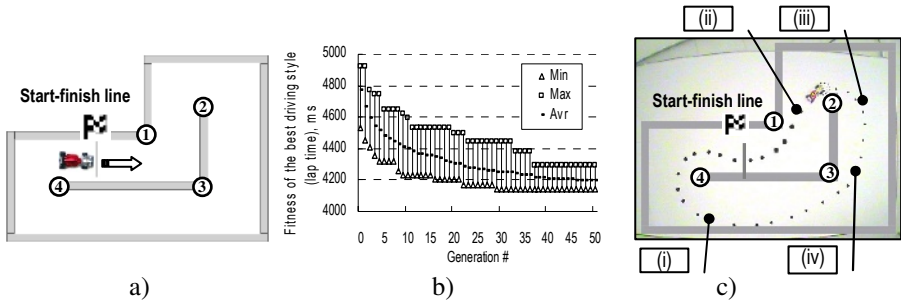 Start-finish line
1
2
3
4
a)
Fitness of the best driving style
(lap time), ms
5000
4800
4600
4400
4200
4000
0 5 10 15 20 25 30 35 40 45 50
Generation #
Min
Max
Avr
b)
(ii)
(iii)
Start-finish line
1
2
3
4
(i)
(iv)
c)